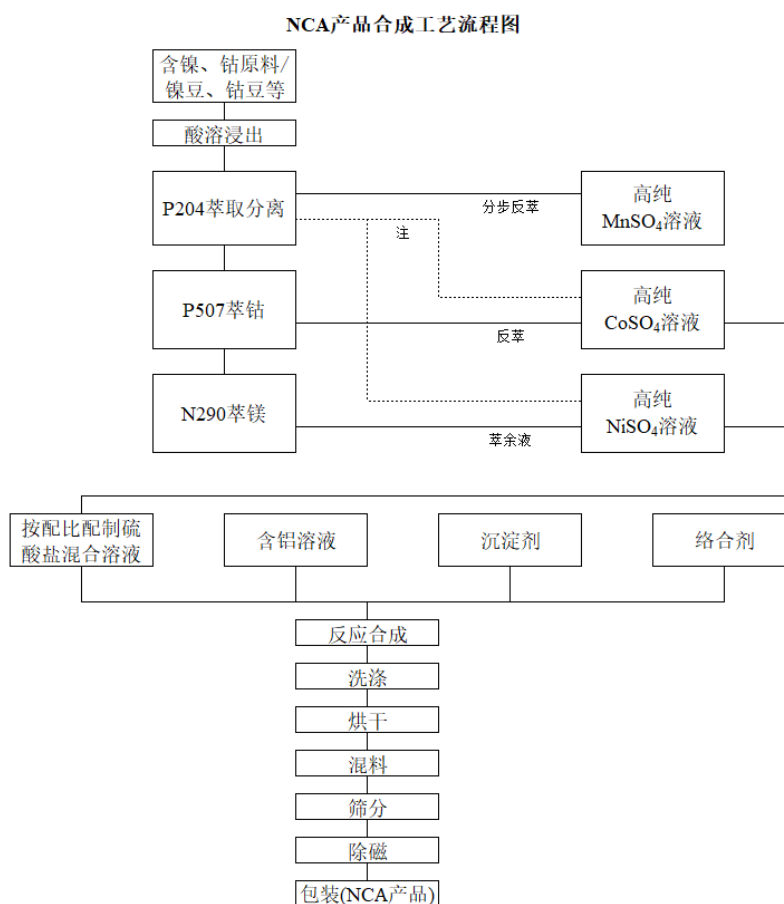 NCA产品合成工艺流程图
含镍、钴原料/
镍豆、钴豆等
酸溶浸出
P204萃取分离
分步反萃
高纯
MnSO₄溶液
注
P507萃钴
反萃
高纯
CoSO₄溶液
N290萃镁
萃余液
高纯
NiSO₄溶液
按配比配制硫
酸盐混合溶液
含铝溶液
沉淀剂
络合剂
反应合成
洗涤
烘干
混料
筛分
除磁
包装(NCA产品)